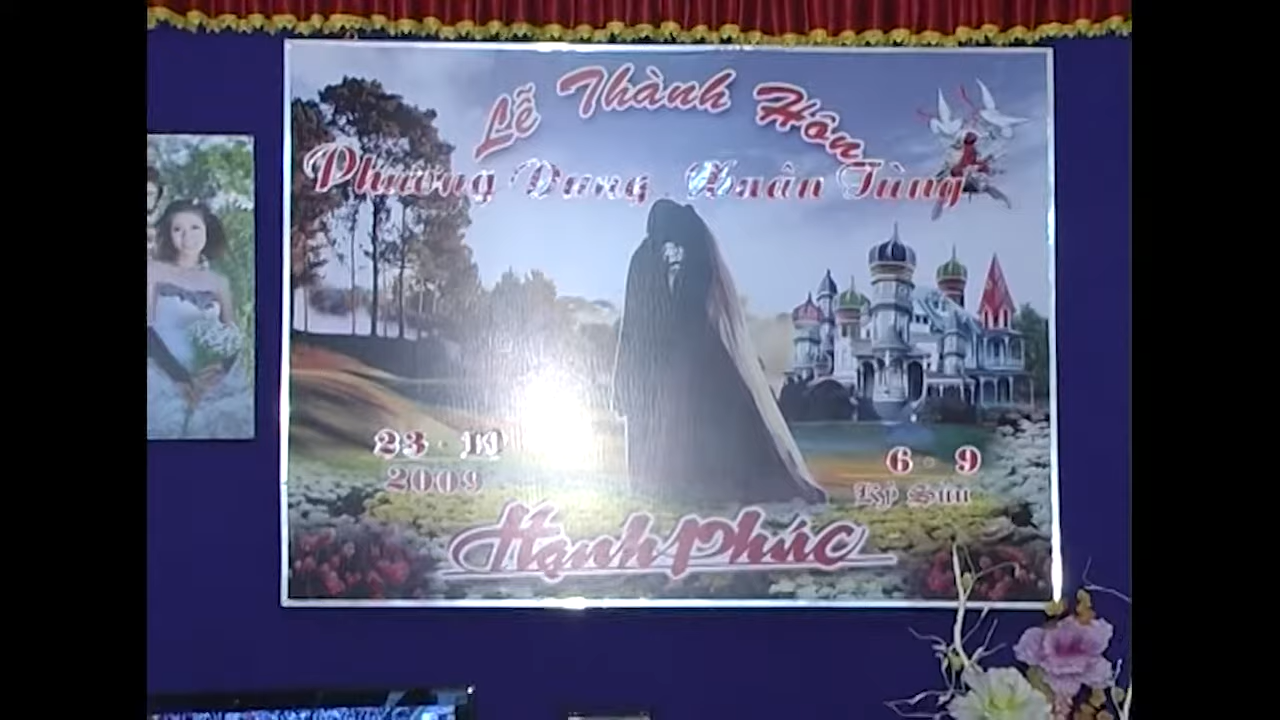 Lễ Thành Hôn
Phương Dung Xuân Tùng
23 · 10
2009
6 · 9
Kỷ Sửu
Hạnh Phúc